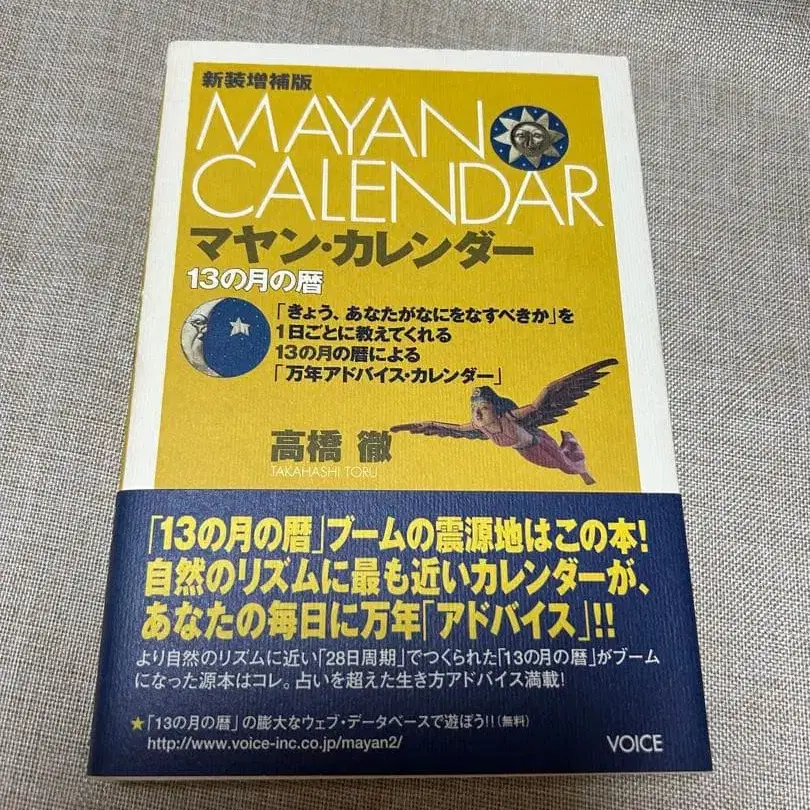 新装増補版
MAYAN
CALENDAR
マヤン・カレンダー
13の月の暦
「きょう、あなたがなにをなすべきか」を
1日ごとに教えてくれる
13の月の暦による
「万年アドバイス・カレンダー」
高橋 徹
TAKAHASHI TORU
「13の月の暦」ブームの震源地はこの本!
自然のリズムに最も近いカレンダーが、
あなたの毎日に万年「アドバイス」!!
より自然のリズムに近い「28日周期」でつくられた「13の月の暦」がブーム
になった源本はコレ。占いを超えた生き方アドバイス満載!
★「13の月の暦」の膨大なウェブ・データベースで遊ぼう!!(無料)
http://www.voice-inc.co.jp/mayan2/
VOICE